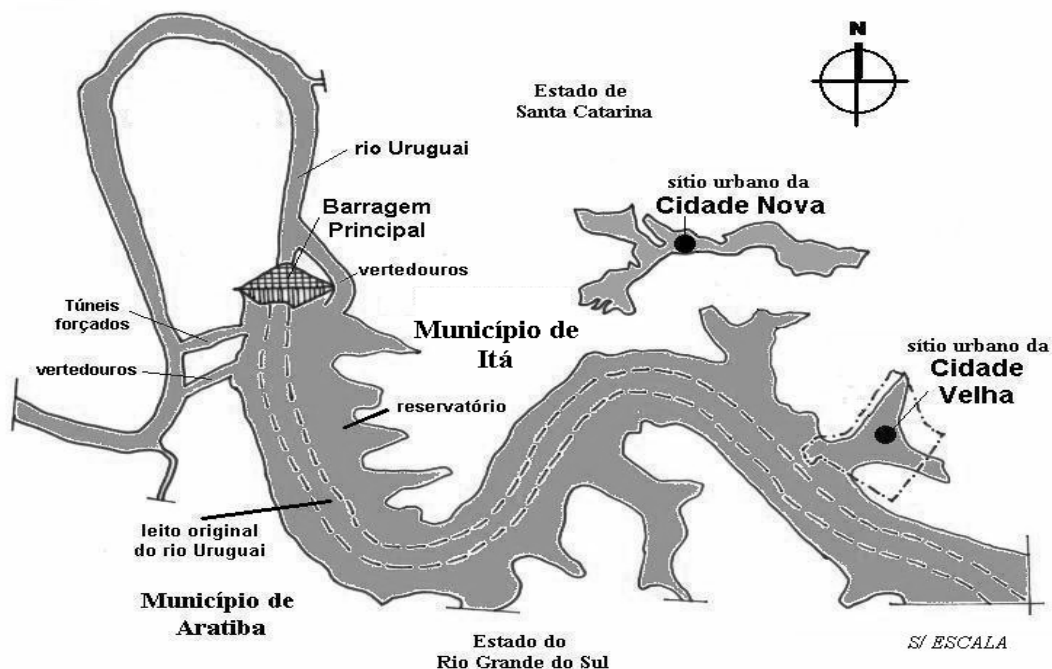 N
Estado de
Santa Catarina
rio Uruguai
sítio urbano da
Cidade Nova
Barragem
Principal
vertedouros
Túneis
forçados
Município de
Itá
sítio urbano da
Cidade
Velha
vertedouros
reservatório
leito original
do rio Uruguai
Município de
Aratiba
Estado do
Rio Grande do Sul
S/ ESCALA